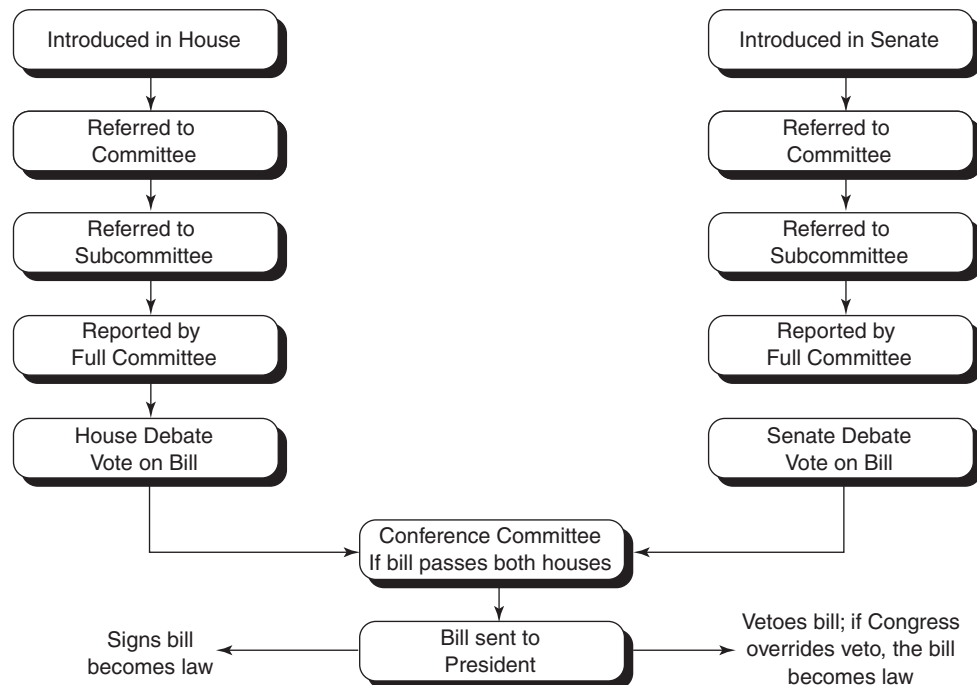 Introduced in House
Introduced in Senate
Referred to
Committee
Referred to
Committee
Referred to
Subcommittee
Referred to
Subcommittee
Reported by
Full Committee
Reported by
Full Committee
House Debate
Vote on Bill
Senate Debate
Vote on Bill
Conference Committee
If bill passes both houses
Signs bill
becomes law
Bill sent to
President
Vetoes bill; if Congress
overrides veto, the bill
becomes law